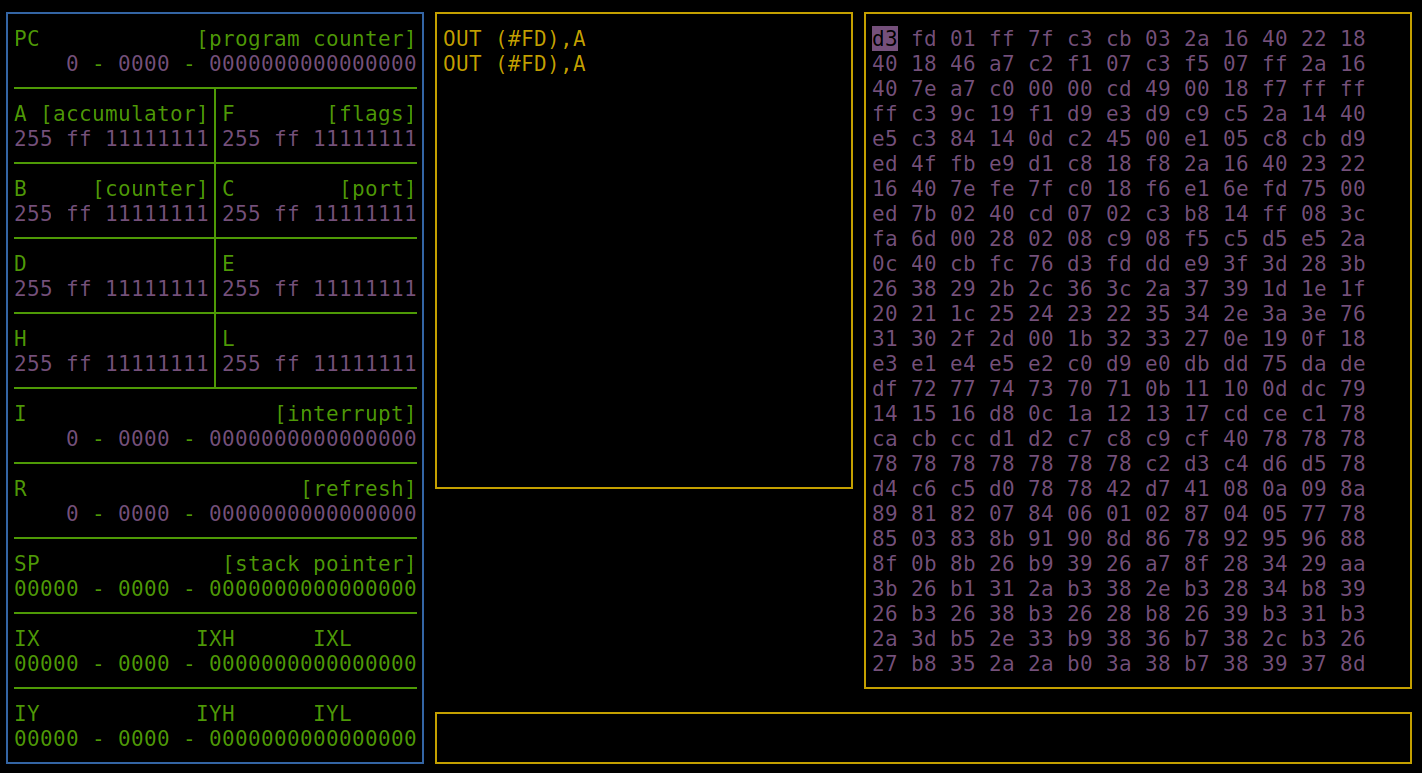 PC [program counter]
0 - 0000 - 0000000000000000
A [accumulator] F [flags]
255 ff 11111111 255 ff 11111111
B [counter] C [port]
255 ff 11111111 255 ff 11111111
D E
255 ff 11111111 255 ff 11111111
H L
255 ff 11111111 255 ff 11111111
I [interrupt]
0 - 0000 - 0000000000000000
R [refresh]
0 - 0000 - 0000000000000000
SP [stack pointer]
00000 - 0000 - 0000000000000000
IX IXH IXL
00000 - 0000 - 0000000000000000
IY IYH IYL
00000 - 0000 - 0000000000000000
OUT (#FD),A
OUT (#FD),A
d3 fd 01 ff 7f c3 cb 03 2a 16 40 22 18
40 18 46 a7 c2 f1 07 c3 f5 07 ff 2a 16
40 7e a7 c0 00 00 cd 49 00 18 f7 ff ff
ff c3 9c 19 f1 d9 e3 d9 c9 c5 2a 14 40
e5 c3 84 14 0d c2 45 00 e1 05 c8 cb d9
ed 4f fb e9 d1 c8 18 f8 2a 16 40 23 22
16 40 7e fe 7f c0 18 f6 e1 6e fd 75 00
ed 7b 02 40 cd 07 02 c3 b8 14 ff 08 3c
fa 6d 00 28 02 08 c9 08 f5 c5 d5 e5 2a
0c 40 cb fc 76 d3 fd dd e9 3f 3d 28 3b
26 38 29 2b 2c 36 3c 2a 37 39 1d 1e 1f
20 21 1c 25 24 23 22 35 34 2e 3a 3e 76
31 30 2f 2d 00 1b 32 33 27 0e 19 0f 18
e3 e1 e4 e5 e2 c0 d9 e0 db dd 75 da de
df 72 77 74 73 70 71 0b 11 10 0d dc 79
14 15 16 d8 0c 1a 12 13 17 cd ce c1 78
ca cb cc d1 d2 c7 c8 c9 cf 40 78 78 78
78 78 78 78 78 78 78 c2 d3 c4 d6 d5 78
d4 c6 c5 d0 78 78 42 d7 41 08 0a 09 8a
89 81 82 07 84 06 01 02 87 04 05 77 78
85 03 83 8b 91 90 8d 86 78 92 95 96 88
8f 0b 8b 26 b9 39 26 a7 8f 28 34 29 aa
3b 26 b1 31 2a b3 38 2e b3 28 34 b8 39
26 b3 26 38 b3 26 28 b8 26 39 b3 31 b3
2a 3d b5 2e 33 b9 38 36 b7 38 2c b3 26
27 b8 35 2a 2a b0 3a 38 b7 38 39 37 8d